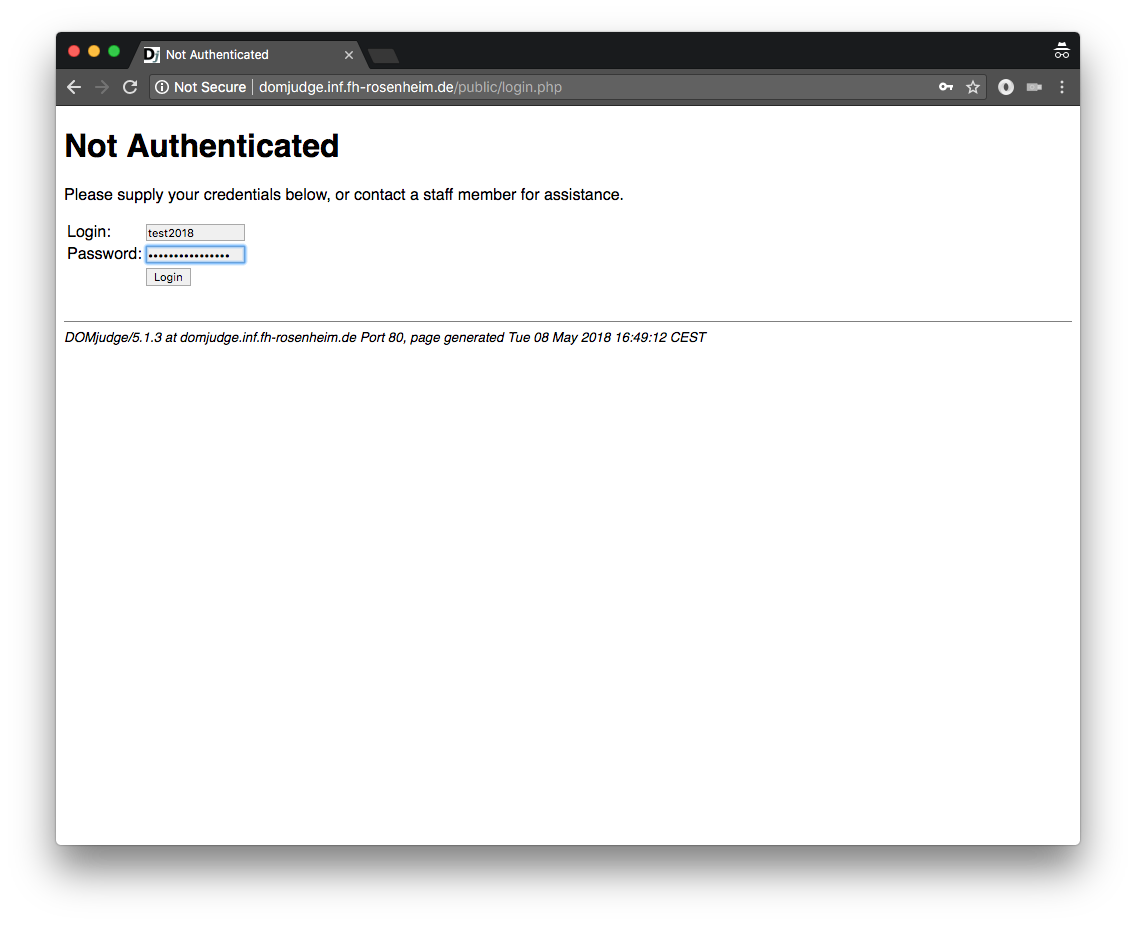 Dj Not Authenticated
Not Secure domjudge.inf.fh-rosenheim.de/public/login.php
Not Authenticated
Please supply your credentials below, or contact a staff member for assistance.
Login: test2018
Password: ••••••••••••••••
Login
DOMjudge/5.1.3 at domjudge.inf.fh-rosenheim.de Port 80, page generated Tue 08 May 2018 16:49:12 CEST